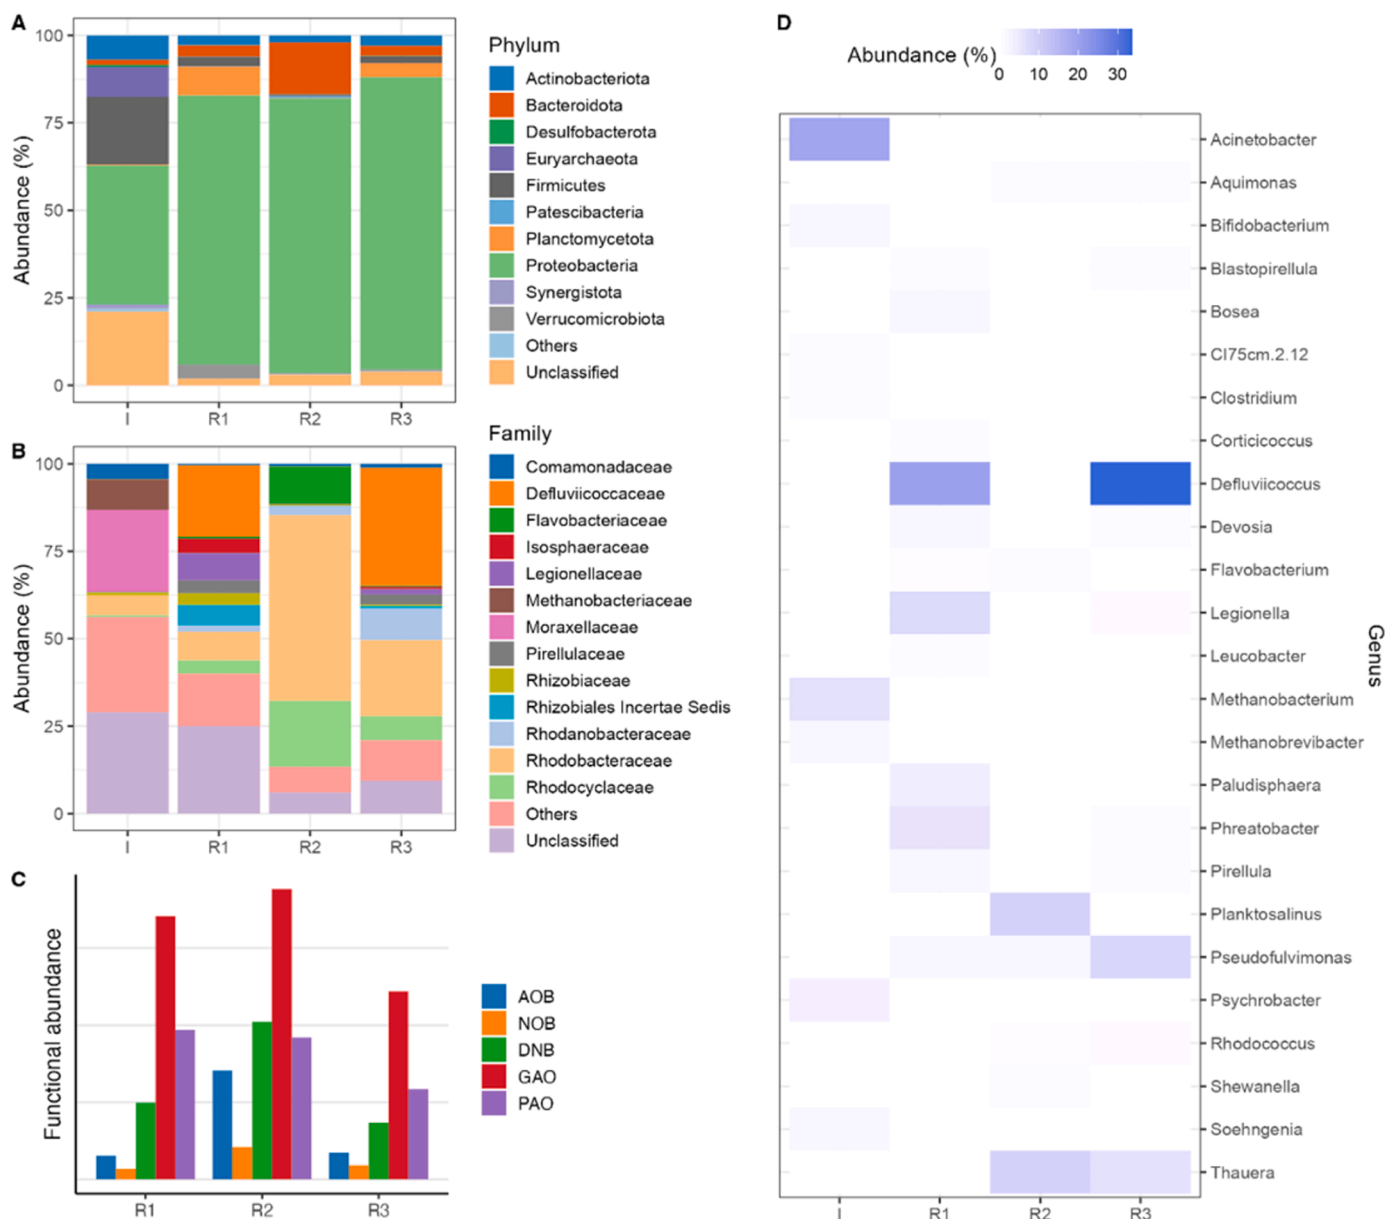 A
Abundance (%)
100
75
50
25
0
I R1 R2 R3
Phylum
Actinobacteriota
Bacteroidota
Desulfobacterota
Euryarchaeota
Firmicutes
Patescibacteria
Planctomycetota
Proteobacteria
Synergistota
Verrucomicrobiota
Others
Unclassified
B
Abundance (%)
100
75
50
25
0
I R1 R2 R3
Family
Comamonadaceae
Defluviicoccaceae
Flavobacteriaceae
Isosphaeraceae
Legionellaceae
Methanobacteriaceae
Moraxellaceae
Pirellulaceae
Rhizobiaceae
Rhizobiales Incertae Sedis
Rhodanobacteraceae
Rhodobacteraceae
Rhodocyclaceae
Others
Unclassified
C
Functional abundance
R1 R2 R3
AOB
NOB
DNB
GAO
PAO
D
Abundance (%)
0 10 20 30
Acinetobacter
Aquimonas
Bifidobacterium
Blastopirellula
Bosea
CI75cm.2.12
Clostridium
Corticicoccus
Defluviicoccus
Devosia
Flavobacterium
Legionella
Leucobacter
Methanobacterium
Methanobrevibacter
Paludisphaera
Phreatobacter
Pirellula
Planktosalinus
Pseudofulvimonas
Psychrobacter
Rhodococcus
Shewanella
Soehngenia
Thauera
Genus
I R1 R2 R3